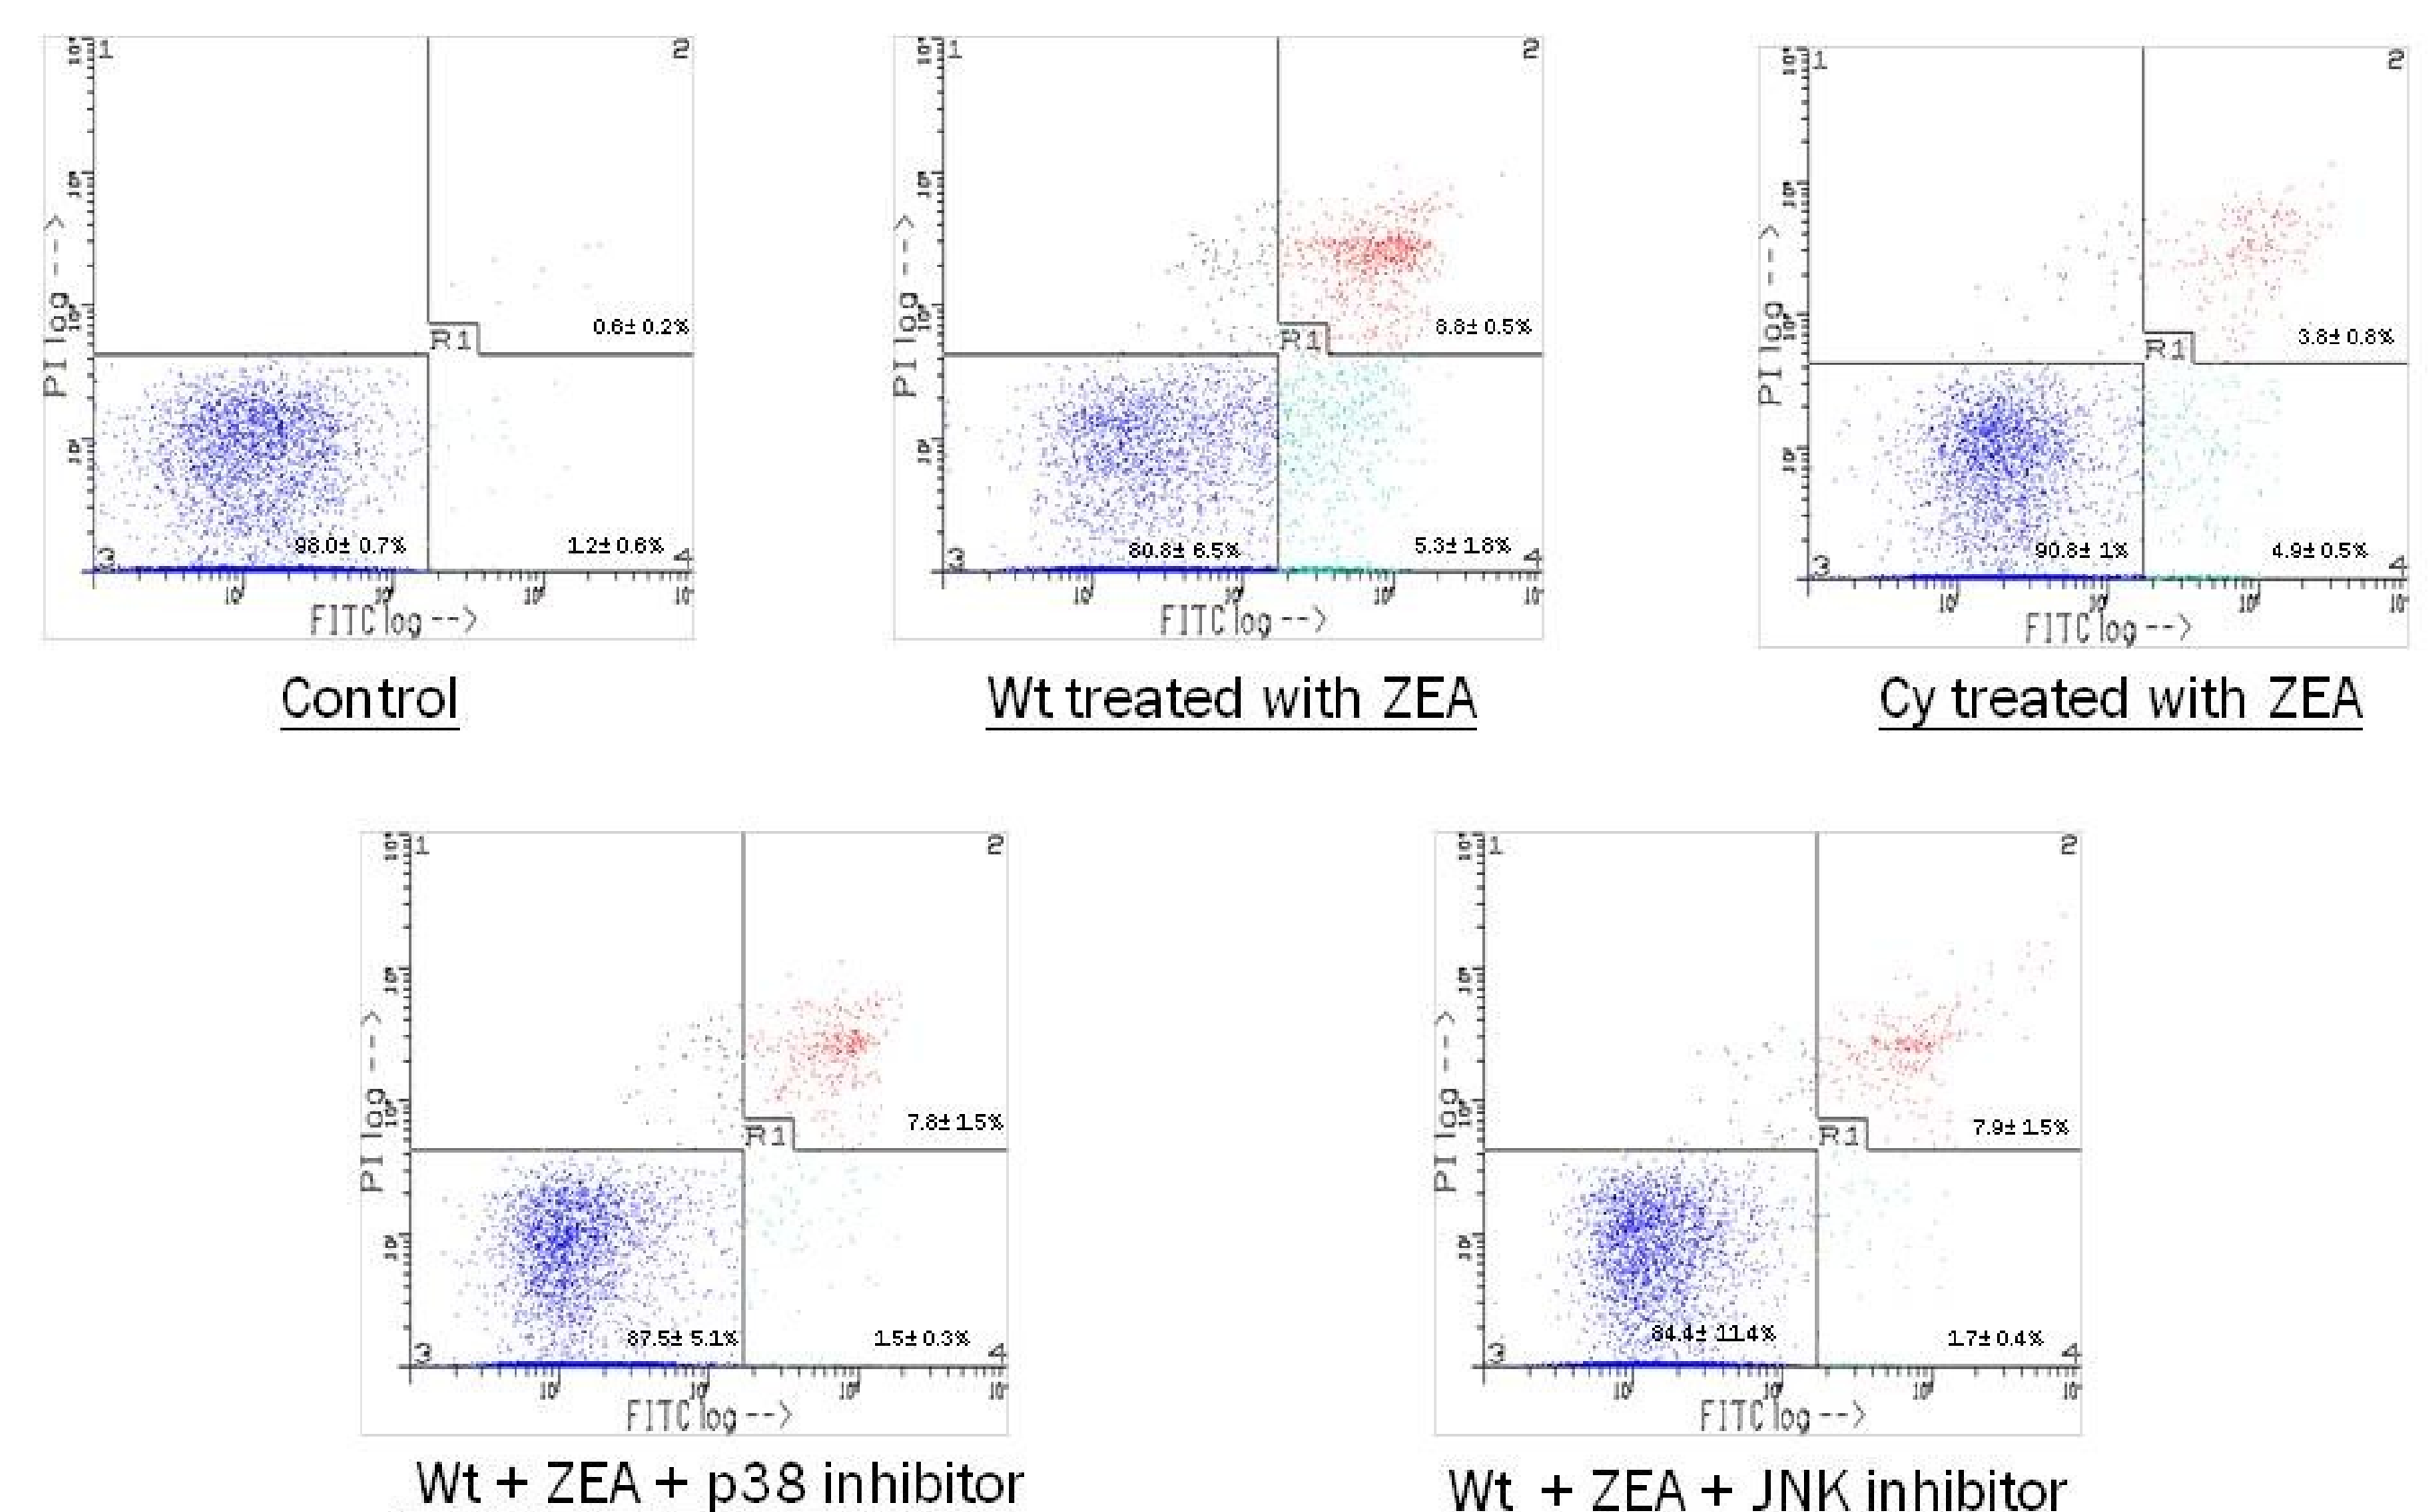 1
2
PI log -->
0.6± 0.2%
R1
98.0± 0.7%
1.2± 0.6%
3
4
FITC log -->
Control
1
2
PI log -->
8.8± 0.5%
R1
80.8± 6.5%
5.3± 1.8%
3
4
FITC log -->
Wt treated with ZEA
1
2
PI log -->
3.8± 0.8%
R1
90.8± 1%
4.9± 0.5%
3
4
FITC log -->
Cy treated with ZEA
1
2
PI log -->
7.8± 1.5%
R1
87.5± 5.1%
1.5± 0.3%
3
4
FITC log -->
Wt + ZEA + p38 inhibitor
1
2
PI log -->
7.9± 1.5%
R1
84.4± 11.4%
1.7± 0.4%
3
4
FITC log -->
Wt + ZEA + JNK inhibitor